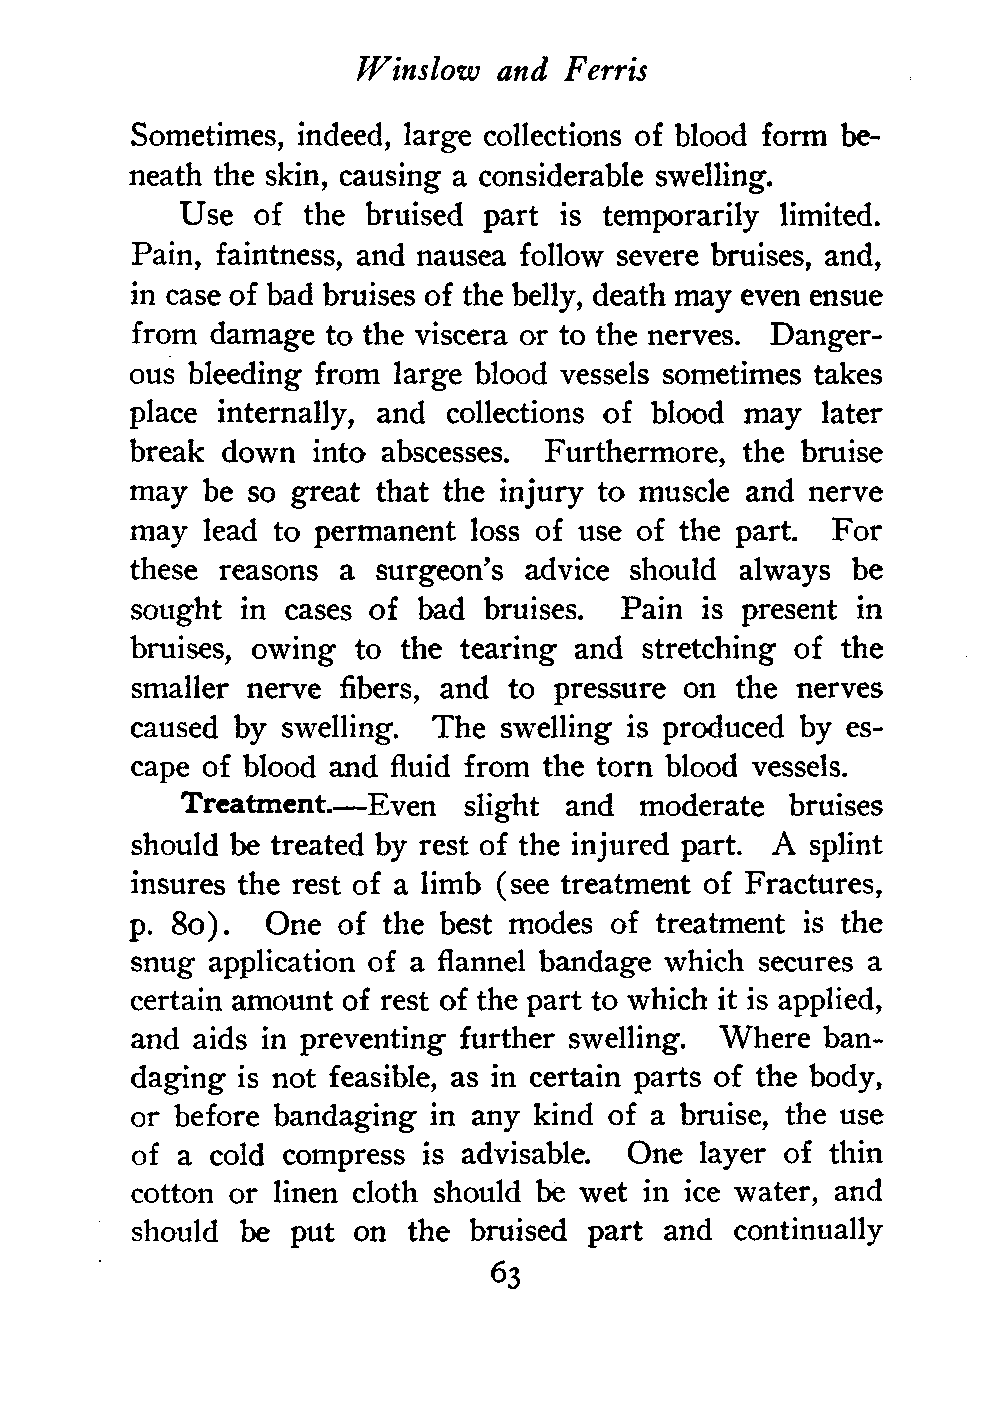 Winslow and Ferris
Sometimes, indeed, large collections of blood form be-
neath the skin, causing a considerable swelling.
Use of the bruised part is temporarily limited.
Pain, faintness, and nausea follow severe bruises, and,
in case of bad bruises of the belly, death may even ensue
from damage to the viscera or to the nerves. Danger-
ous bleeding from large blood vessels sometimes takes
place internally, and collections of blood may later
break down into abscesses. Furthermore, the bruise
may be so great that the injury to muscle and nerve
may lead to permanent loss of use of the part. For
these reasons a surgeon's advice should always be
sought in cases of bad bruises. Pain is present in
bruises, owing to the tearing and stretching of the
smaller nerve fibers, and to pressure on the nerves
caused by swelling. The swelling is produced by es-
cape of blood and fluid from the torn blood vessels.
Treatment.—Even slight and moderate bruises
should be treated by rest of the injured part. A splint
insures the rest of a limb (see treatment of Fractures,
p. 80). One of the best modes of treatment is the
snug application of a flannel bandage which secures a
certain amount of rest of the part to which it is applied,
and aids in preventing further swelling. Where ban-
daging is not feasible, as in certain parts of the body,
or before bandaging in any kind of a bruise, the use
of a cold compress is advisable. One layer of thin
cotton or linen cloth should be wet in ice water, and
should be put on the bruised part and continually
63